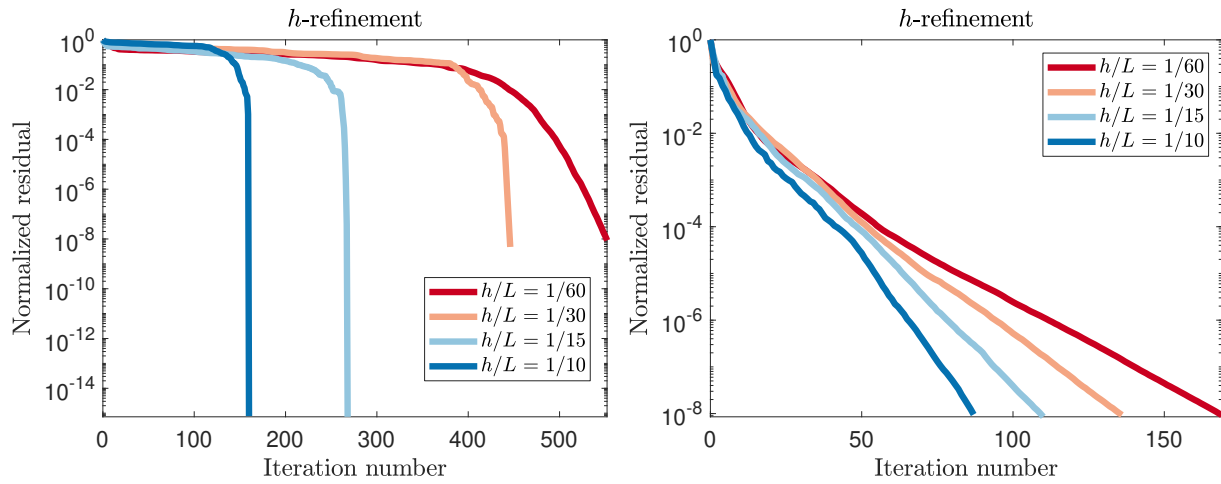 h-refinement
10^0
10^-2
10^-4
10^-6
10^-8
10^-10
10^-12
10^-14
Normalized residual
0
100
200
300
400
500
Iteration number
h/L = 1/60
h/L = 1/30
h/L = 1/15
h/L = 1/10
h-refinement
10^0
10^-2
10^-4
10^-6
10^-8
Normalized residual
0
50
100
150
Iteration number
h/L = 1/60
h/L = 1/30
h/L = 1/15
h/L = 1/10